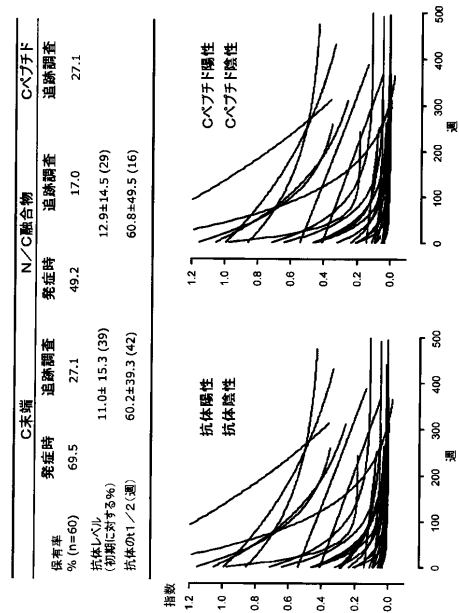 C末端 N／C融合物 Cペプチド
発症時 追跡調査 発症時 追跡調査 追跡調査
保有率
% (n=60) 69.5 27.1 49.2 17.0 27.1
抗体レベル
(初期に対する%) 11.0± 15.3 (39) 12.9±14.5 (29)
抗体のt1／2(週) 60.2±39.3 (42) 60.8±49.5 (16)
指数
1.2
1.0
0.8
0.6
0.4
0.2
0.0
抗体陽性
抗体陰性
0 100 200 300 400 500
週
1.2
1.0
0.8
0.6
0.4
0.2
0.0
Cペプチド陽性
Cペプチド陰性
0 100 200 300 400 500
週